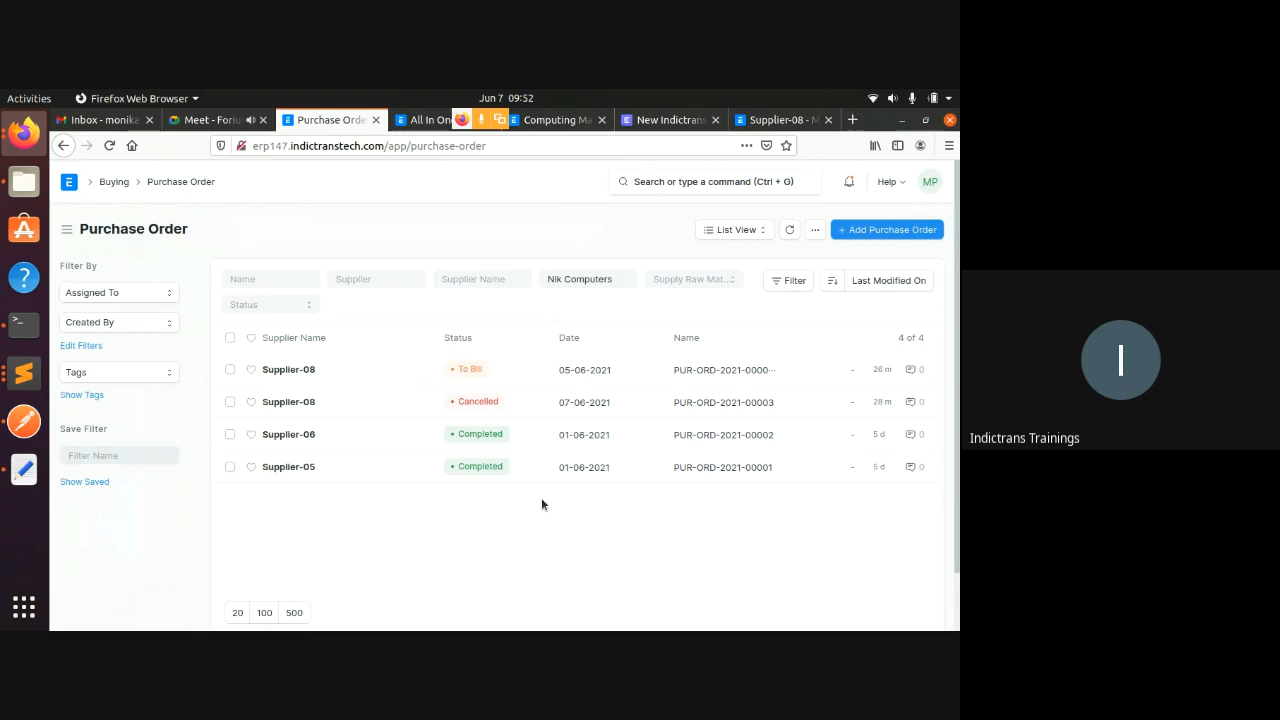 Activities Firefox Web Browser Jun 7 09:52
Inbox - monika Meet - Foriu Purchase Orde All In On Computing Ma New Indictrans Supplier-08 - M
erp147.indictranstech.com/app/purchase-order
E Buying Purchase Order Search or type a command (Ctrl + G) Help MP
Purchase Order List View + Add Purchase Order
Filter By
Assigned To
Created By
Edit Filters
Tags
Show Tags
Save Filter
Filter Name
Show Saved
Name Supplier Supplier Name Nik Computers Supply Raw Mat... Filter Last Modified On
Status
Supplier Name Status Date Name 4 of 4
Supplier-08 • To Bill 05-06-2021 PUR-ORD-2021-0000··· - 26 m 0
Supplier-08 • Cancelled 07-06-2021 PUR-ORD-2021-00003 - 28 m 0
Supplier-06 • Completed 01-06-2021 PUR-ORD-2021-00002 - 5 d 0
Supplier-05 • Completed 01-06-2021 PUR-ORD-2021-00001 - 5 d 0
20 100 500
I
Indictrans Trainings